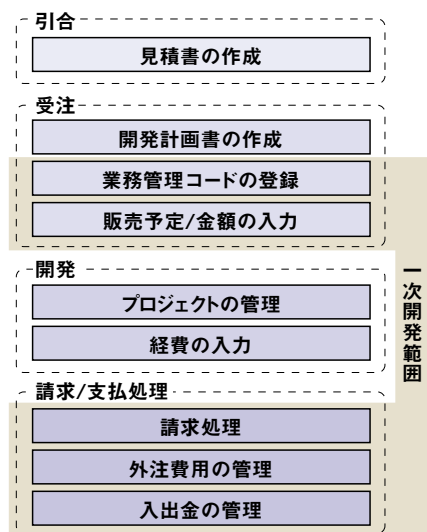 引合
見積書の作成
受注
開発計画書の作成
業務管理コードの登録
販売予定/金額の入力
開発
プロジェクトの管理
経費の入力
請求/支払処理
請求処理
外注費用の管理
入出金の管理
一次開発範囲